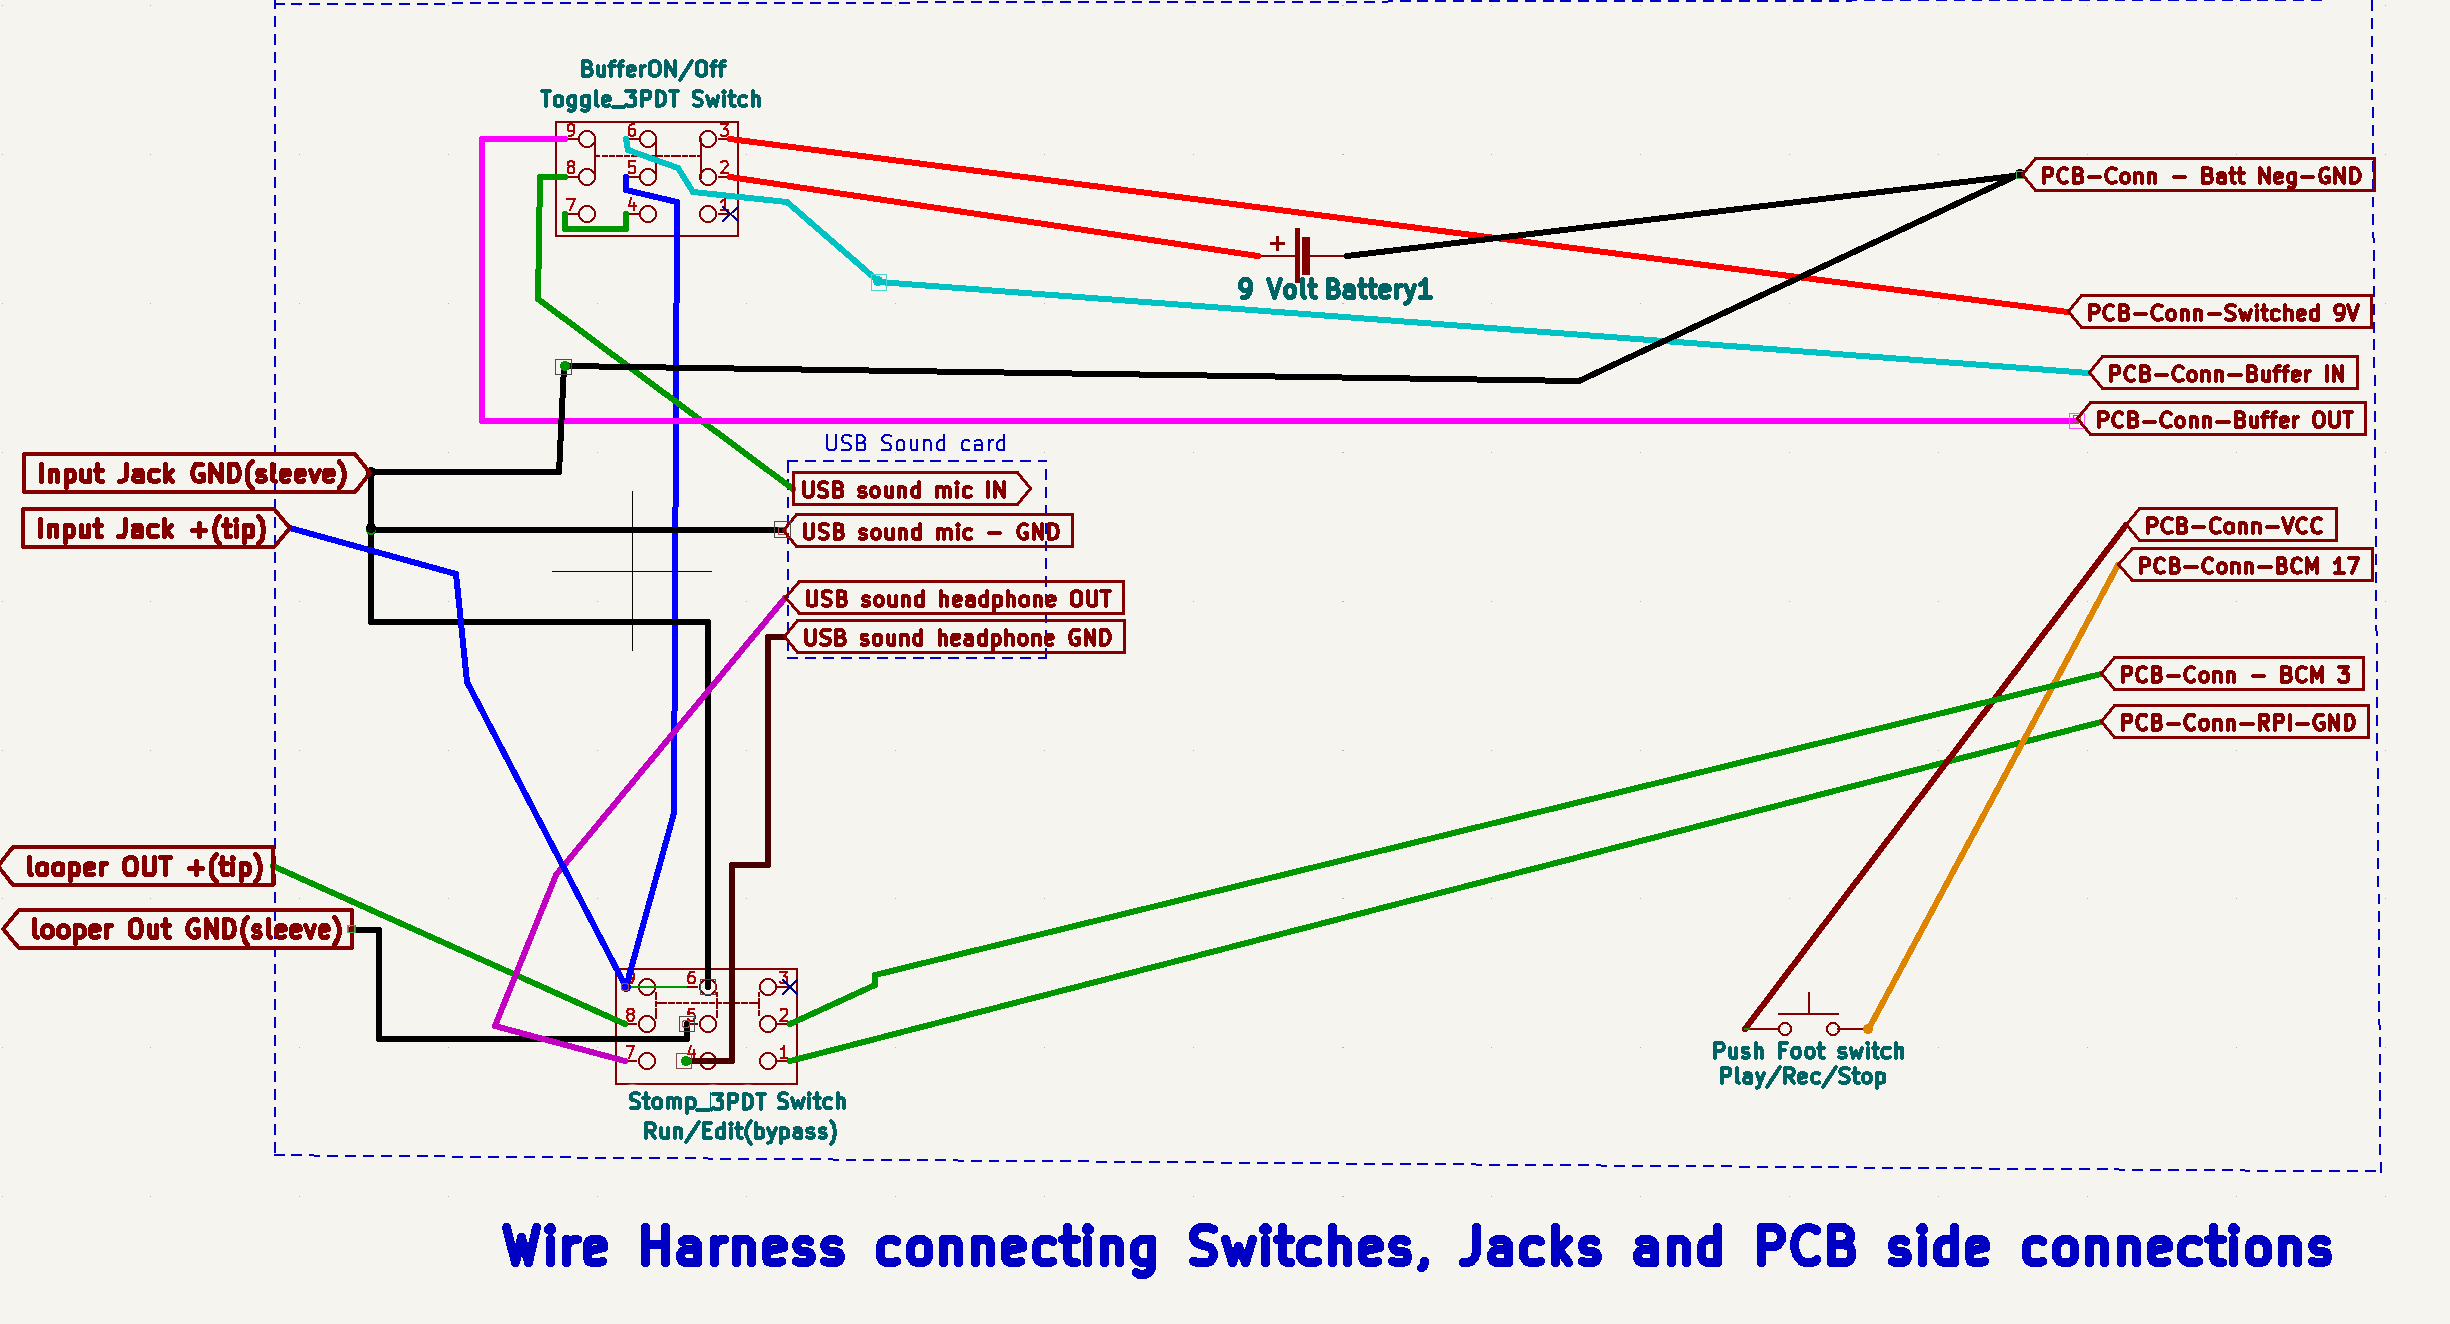 BufferON/Off
Toggle_3PDT Switch
9 6 3
8 5 2
7 4 1
PCB-Conn - Batt Neg-GND
+
9 Volt Battery1
PCB-Conn-Switched 9V
PCB-Conn-Buffer IN
PCB-Conn-Buffer OUT
USB Sound card
Input Jack GND(sleeve)
USB sound mic IN
Input Jack +(tip)
USB sound mic - GND
PCB-Conn-VCC
PCB-Conn-BCM 17
USB sound headphone OUT
USB sound headphone GND
PCB-Conn - BCM 3
PCB-Conn-RPI-GND
looper OUT +(tip)
looper Out GND(sleeve)
9 6 3
8 5 2
7 4 1
Push Foot switch
Play/Rec/Stop
Stomp_3PDT Switch
Run/Edit(bypass)
Wire Harness connecting Switches, Jacks and PCB side connections